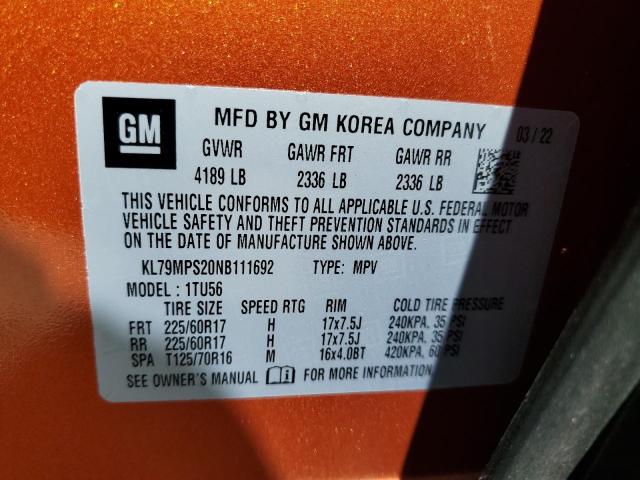 GM
MFD BY GM KOREA COMPANY 03/22
GVWR GAWR FRT GAWR RR
4189 LB 2336 LB 2336 LB
THIS VEHICLE CONFORMS TO ALL APPLICABLE U.S. FEDERAL MOTOR
VEHICLE SAFETY AND THEFT PREVENTION STANDARDS IN EFFECT
ON THE DATE OF MANUFACTURE SHOWN ABOVE.
KL79MPS20NB111692 TYPE: MPV
MODEL : 1TU56
TIRE SIZE SPEED RTG RIM COLD TIRE PRESSURE
FRT 225/60R17 H 17x7.5J 240KPA, 35 PSI
RR 225/60R17 H 17x7.5J 240KPA, 35 PSI
SPA T125/70R16 M 16x4.0BT 420KPA, 60 PSI
SEE OWNER'S MANUAL FOR MORE INFORMATION